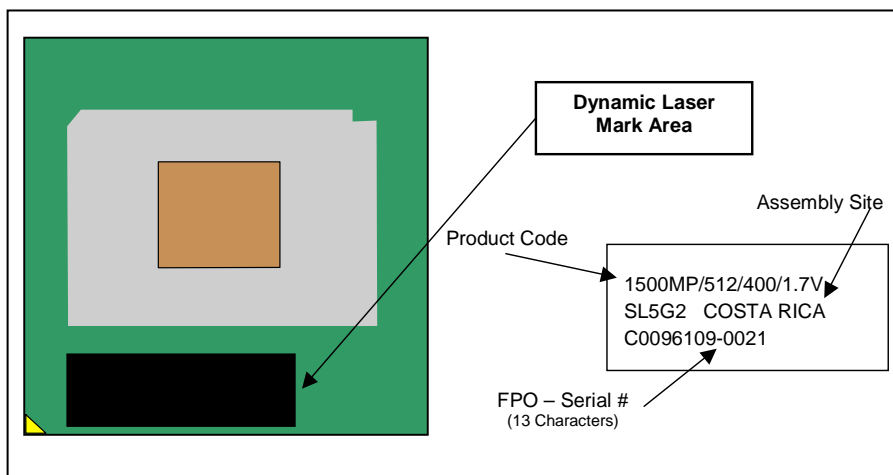 Dynamic Laser
Mark Area
Assembly Site
Product Code
1500MP/512/400/1.7V
SL5G2 COSTA RICA
C0096109-0021
FPO – Serial #
(13 Characters)